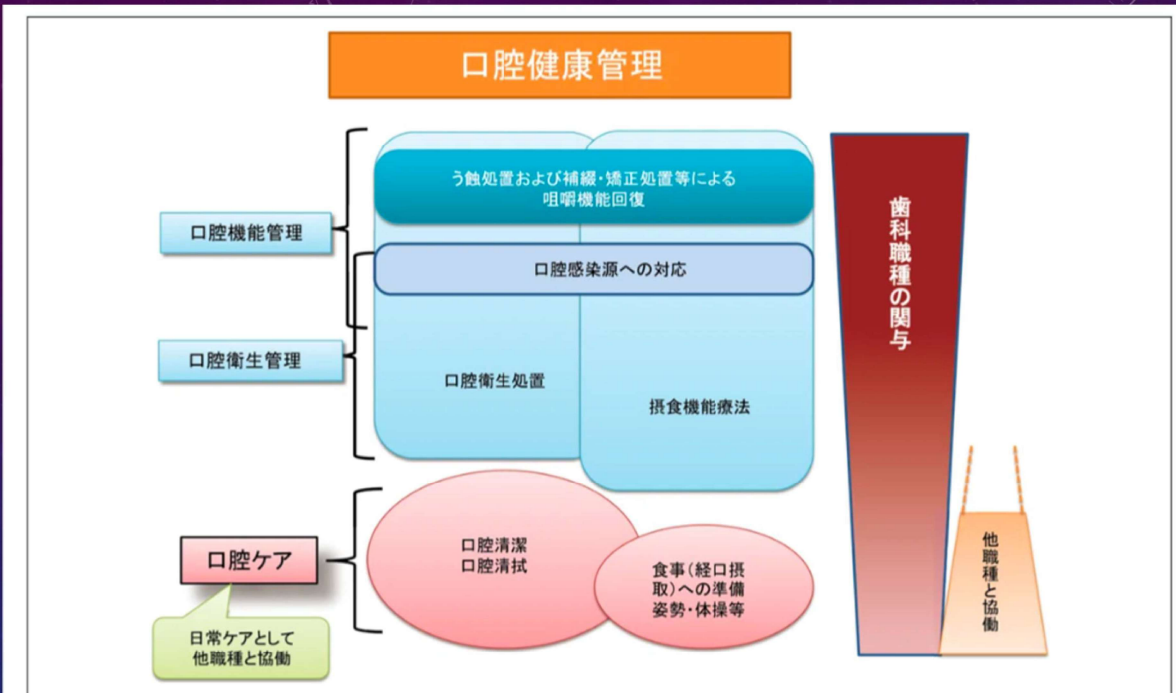 口腔健康管理
口腔機能管理
う蝕処置および補綴・矯正処置等による
咀嚼機能回復
口腔感染源への対応
口腔衛生管理
口腔衛生処置
摂食機能療法
口腔ケア
口腔清潔
口腔清拭
食事(経口摂
取)への準備
姿勢・体操等
日常ケアとして
他職種と協働
歯科職種の関与
他職種と協働